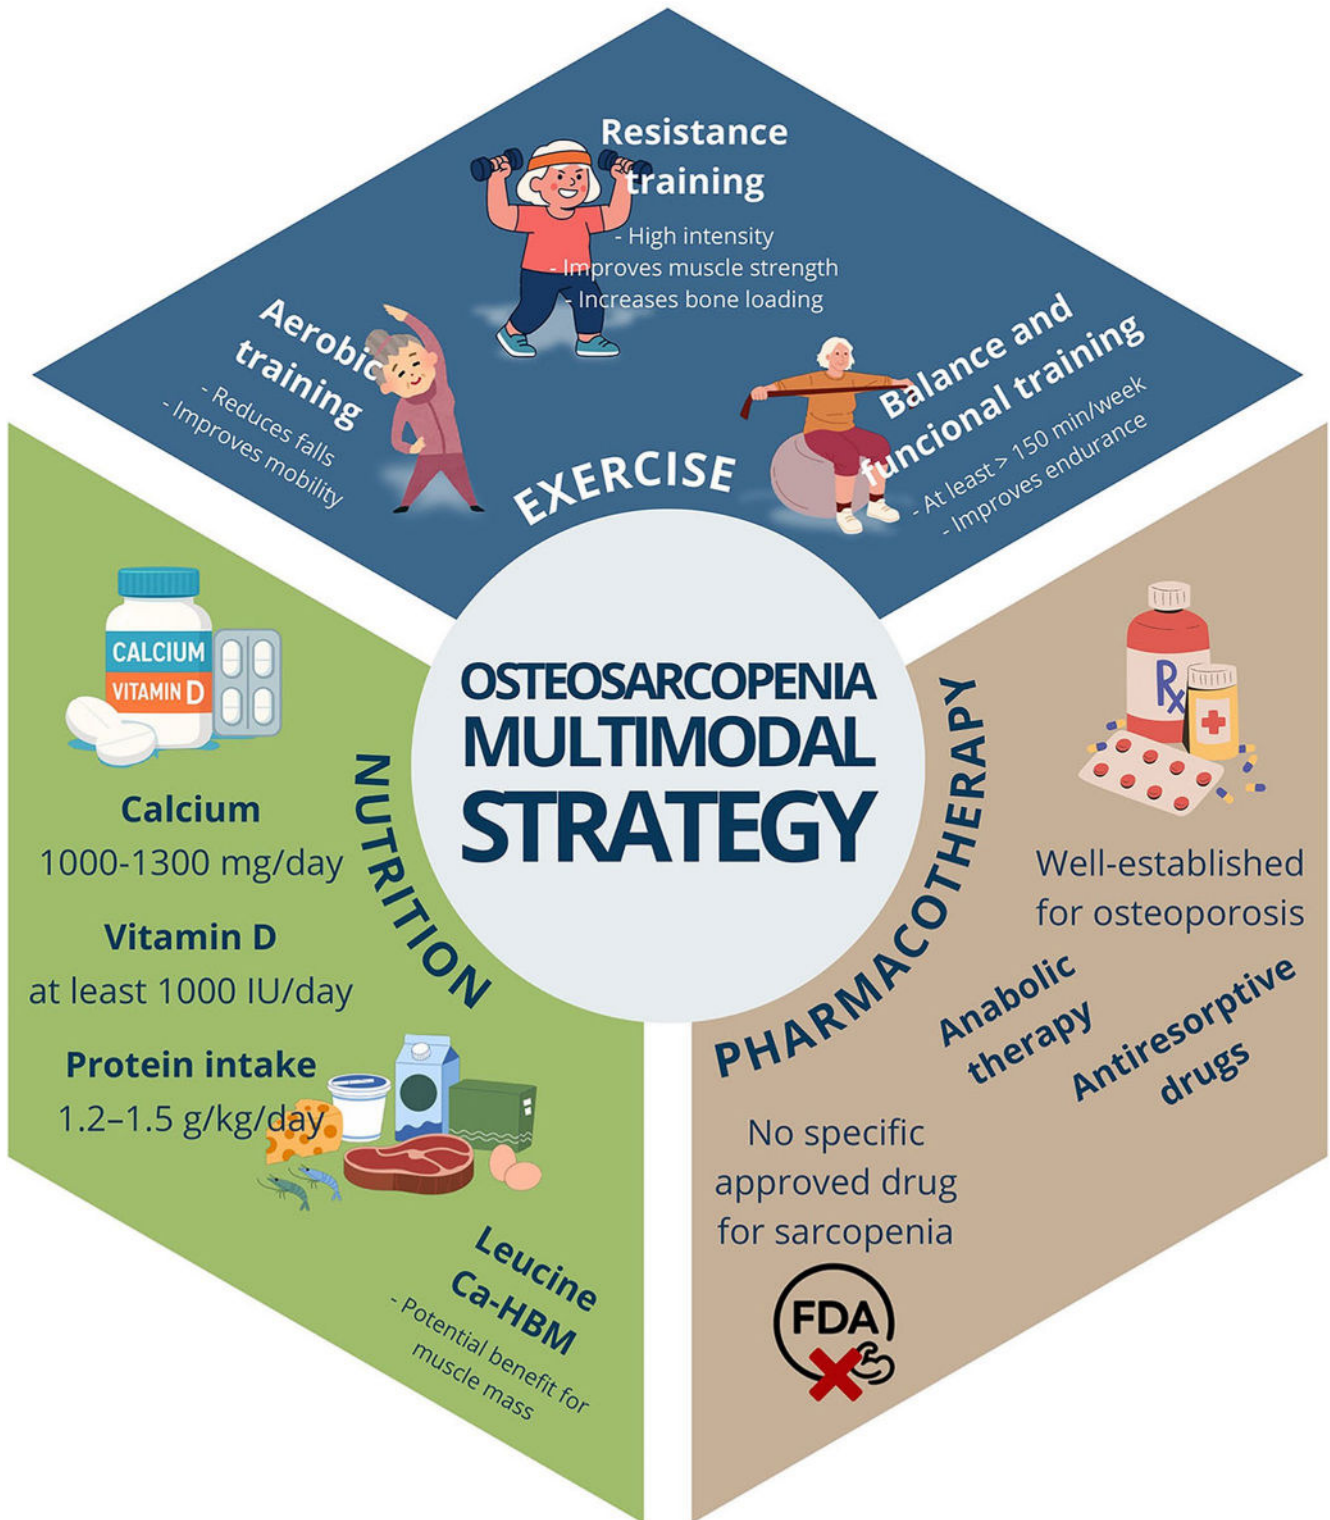 Resistance
training
- High intensity
- Improves muscle strength
- Increases bone loading
Aerobic
training
- Reduces falls
- Improves mobility
Balance and
funcional training
- At least > 150 min/week
- Improves endurance
EXERCISE
OSTEOSARCOPENIA
MULTIMODAL
STRATEGY
NUTRITION
CALCIUM
VITAMIN D
Calcium
1000-1300 mg/day
Vitamin D
at least 1000 IU/day
Protein intake
1.2–1.5 g/kg/day
Leucine
Ca-HBM
- Potential benefit for
muscle mass
PHARMACOTHERAPY
Rx
Well-established
for osteoporosis
Anabolic
therapy
Antiresorptive
drugs
No specific
approved drug
for sarcopenia
FDA